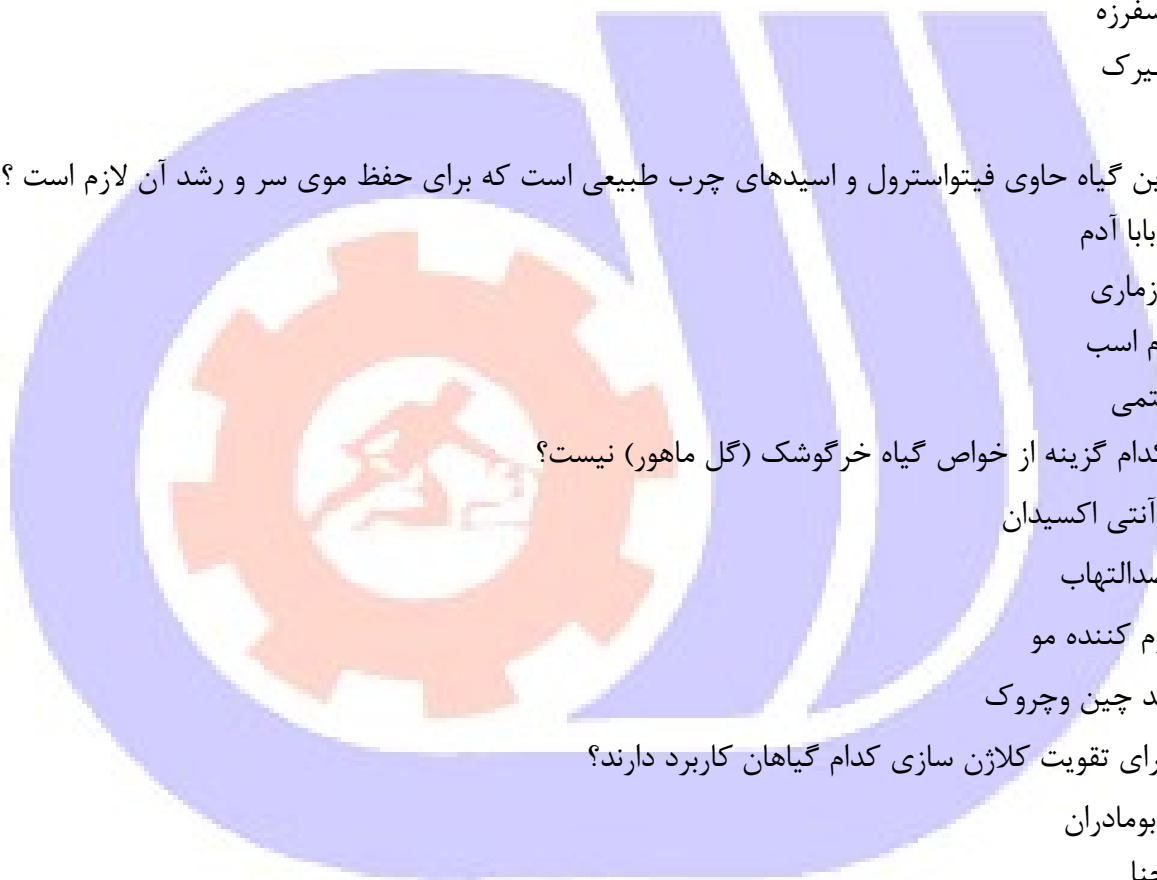 سفرزه
یرک
ین گیاه حاوی فیتواسترول و اسیدهای چرب طبیعی است که برای حفظ موی سر و رشد آن لازم است ؟
بابا آدم
زماری
م اسب
تمی
کدام گزینه از خواص گیاه خرگوشک (گل ماهور) نیست؟
آنتی اکسیدان
ضدالتهاب
م کننده مو
د چین وچروک
رای تقویت کلاژن سازی کدام گیاهان کاربرد دارند؟
بومادران